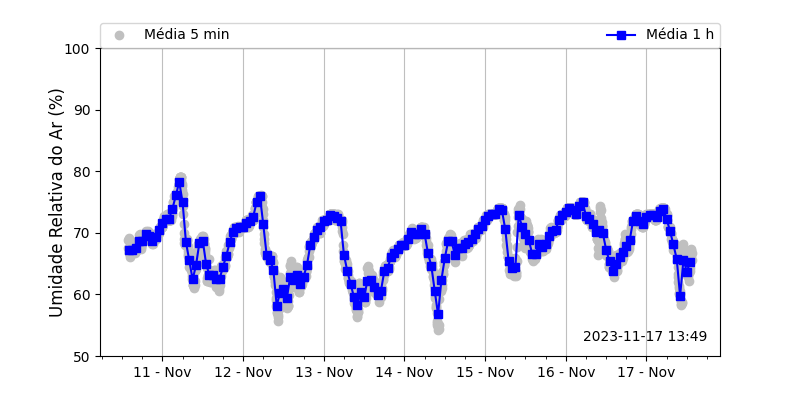 Média 5 min
Média 1 h
Umidade Relativa do Ar (%)
100
90
80
70
60
50
2023-11-17 13:49
11 - Nov
12 - Nov
13 - Nov
14 - Nov
15 - Nov
16 - Nov
17 - Nov